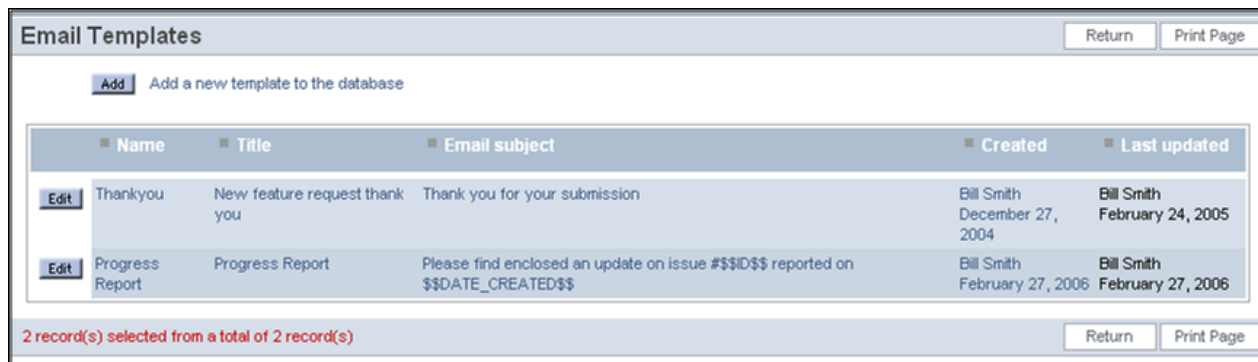 Email Templates Return Print Page
Add Add a new template to the database
Name Title Email subject Created Last updated
Edit Thankyou New feature request thank Thank you for your submission Bill Smith Bill Smith
you December 27, February 24, 2005
2004
Edit Progress Progress Report Please find enclosed an update on issue #$$ID$$ reported on Bill Smith Bill Smith
Report $$DATE_CREATED$$ February 27, 2006 February 27, 2006
2 record(s) selected from a total of 2 record(s) Return Print Page